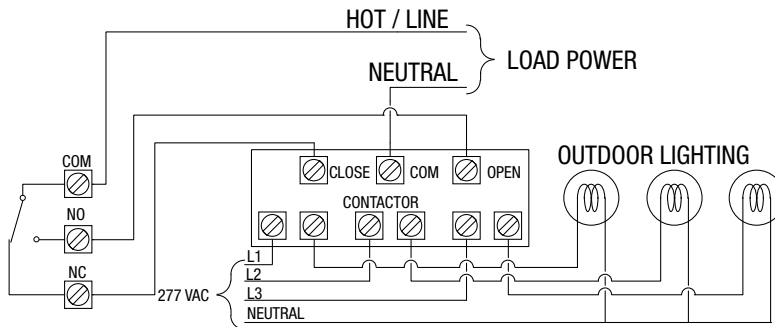 HOT / LINE
LOAD POWER
NEUTRAL
COM
CLOSE
COM
OPEN
OUTDOOR LIGHTING
NO
CONTACTOR
NC
L1
L2
277 VAC
L3
NEUTRAL